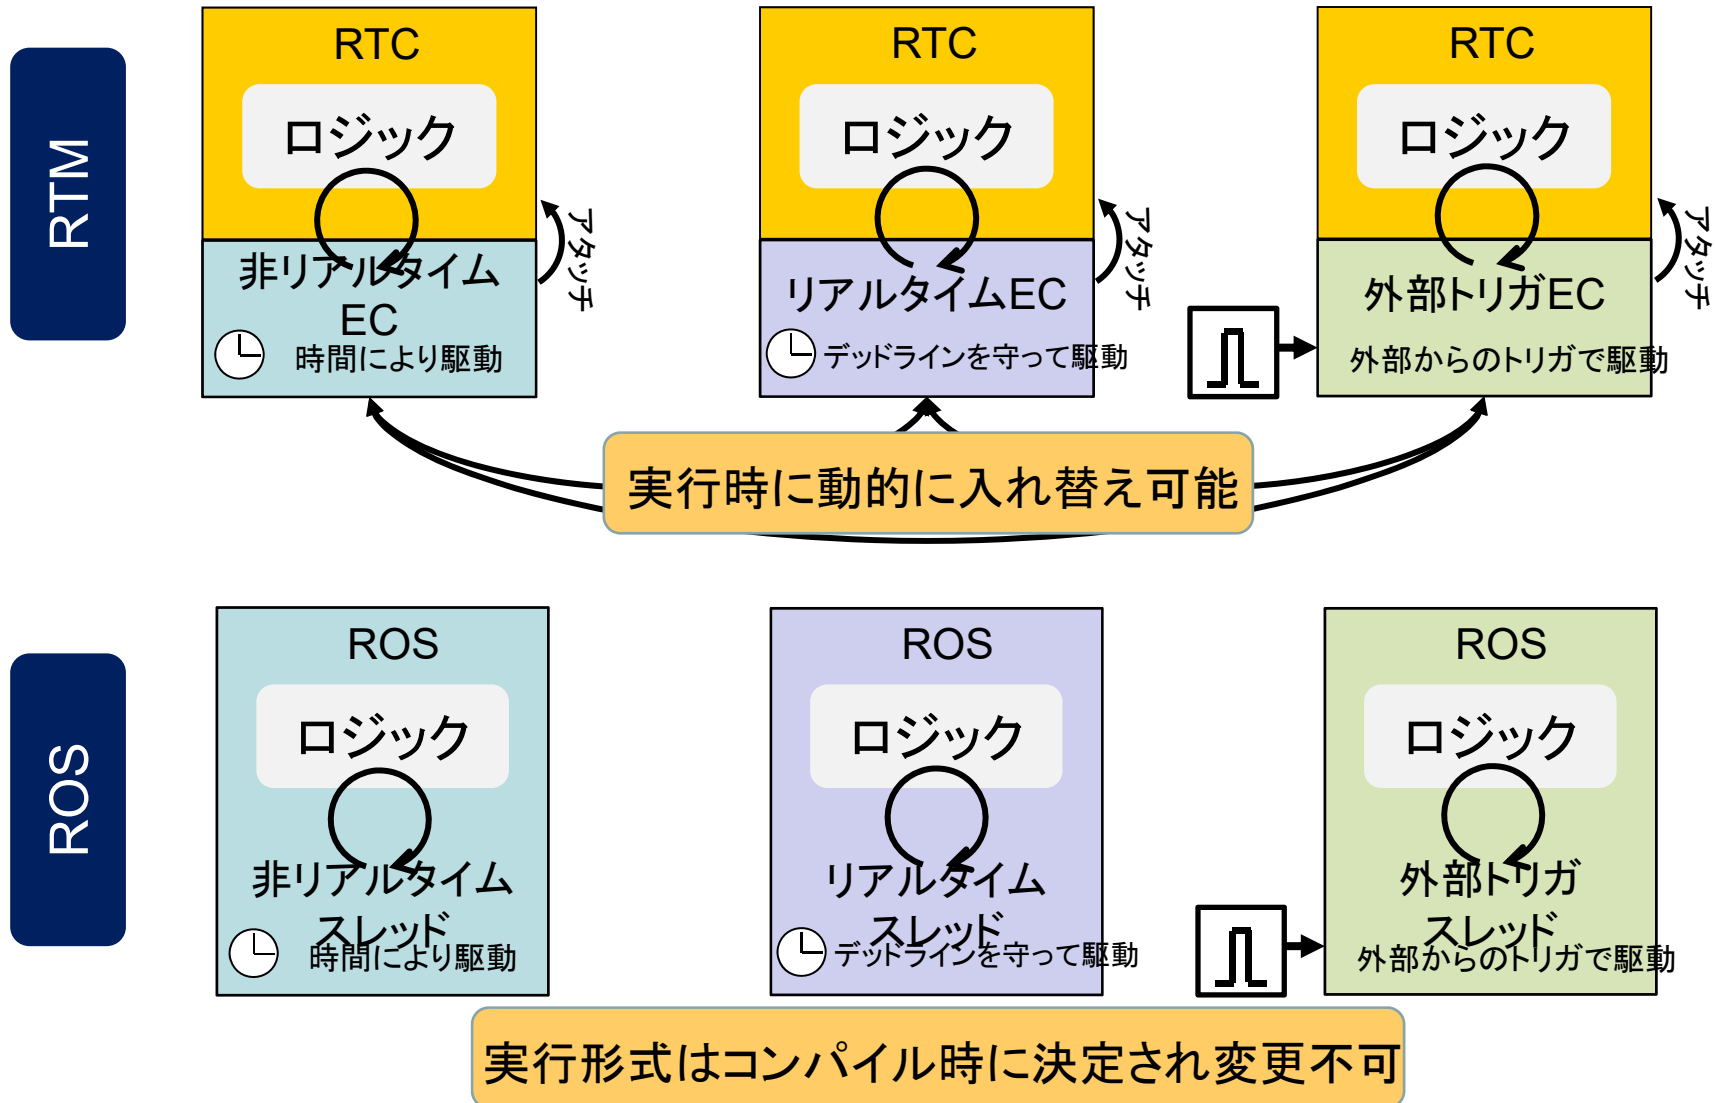 RTM
RTC
ロジック
非リアルタイム
EC
時間により駆動
アタッチ
RTC
ロジック
リアルタイムEC
デッドラインを守って駆動
アタッチ
RTC
ロジック
外部トリガEC
外部からのトリガで駆動
アタッチ
実行時に動的に入れ替え可能
ROS
ROS
ロジック
非リアルタイム
スレッド
時間により駆動
ROS
ロジック
リアルタイム
スレッド
デッドラインを守って駆動
ROS
ロジック
外部トリガ
スレッド
外部からのトリガで駆動
実行形式はコンパイル時に決定され変更不可